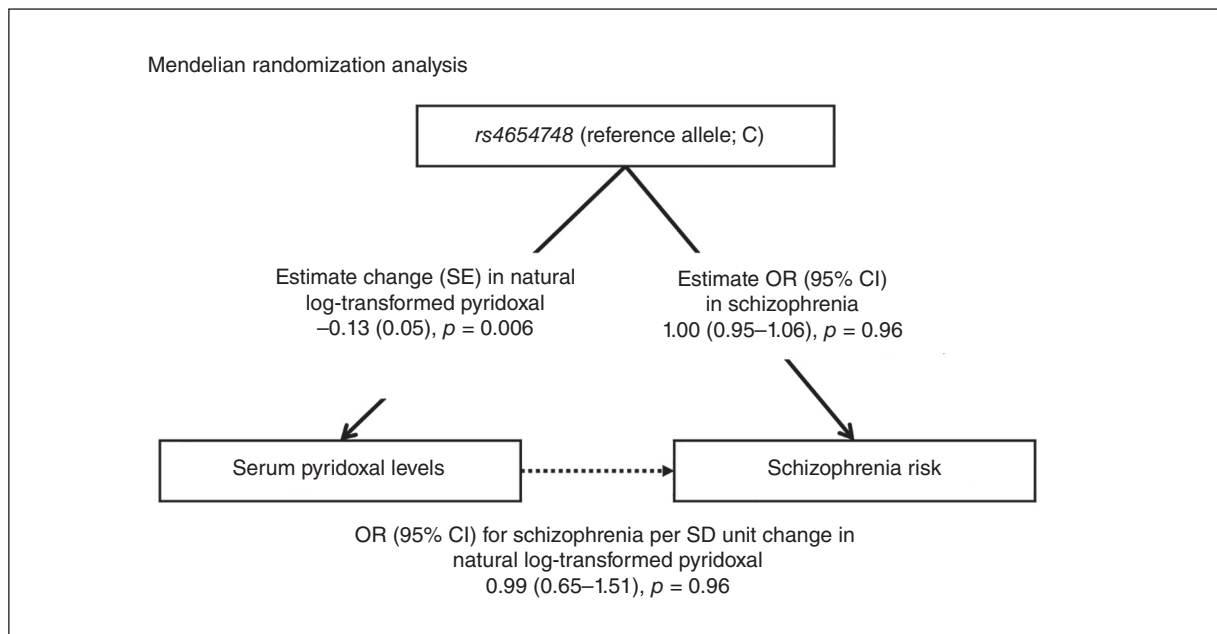 Mendelian randomization analysis
rs4654748 (reference allele; C)
Estimate change (SE) in natural
log-transformed pyridoxal
–0.13 (0.05), p = 0.006
Estimate OR (95% CI)
in schizophrenia
1.00 (0.95–1.06), p = 0.96
Serum pyridoxal levels
Schizophrenia risk
OR (95% CI) for schizophrenia per SD unit change in
natural log-transformed pyridoxal
0.99 (0.65–1.51), p = 0.96